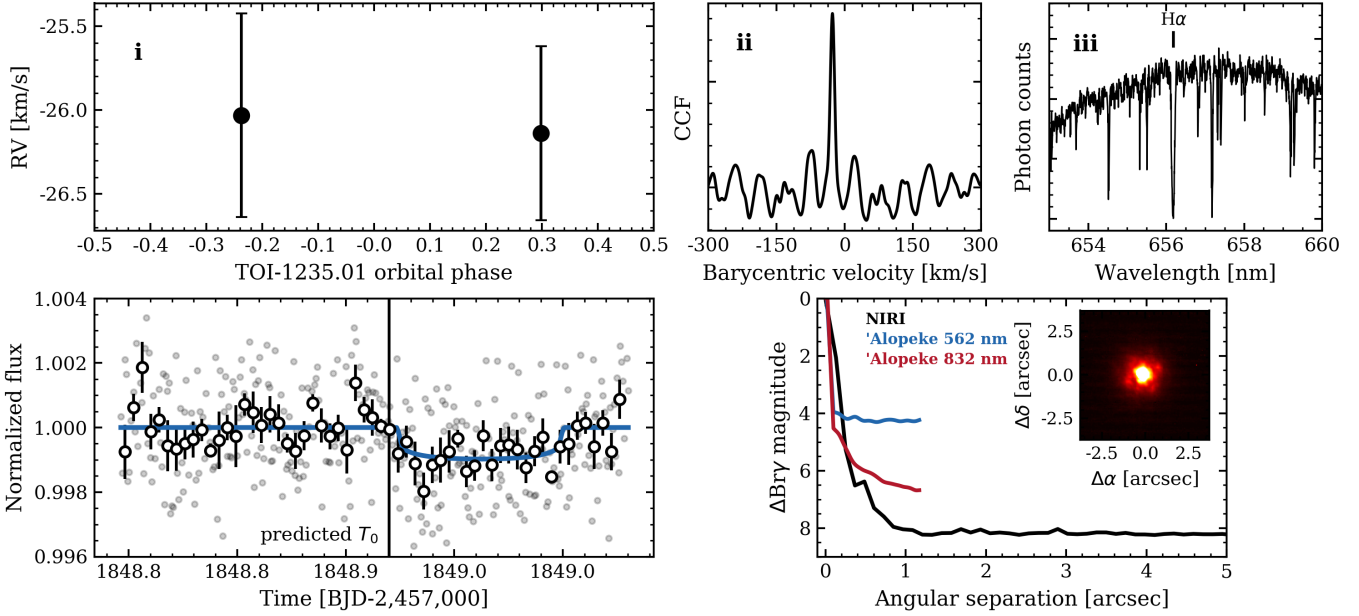 i
RV [km/s]
-25.5
-26.0
-26.5
-0.5 -0.4 -0.3 -0.2 -0.1 -0.0 0.1 0.2 0.3 0.4 0.5
TOI-1235.01 orbital phase
ii
CCF
-300 -150 0 150 300
Barycentric velocity [km/s]
iii
Hα
Photon counts
654 656 658 660
Wavelength [nm]
Normalized flux
1.004
1.002
1.000
0.998
0.996
predicted T₀
1848.8 1848.8 1848.9 1849.0 1849.0
Time [BJD-2,457,000]
ΔBrγ magnitude
0
2
4
6
8
NIRI
'Alopeke 562 nm
'Alopeke 832 nm
Δδ [arcsec]
2.5
0.0
-2.5
-2.5 0.0 2.5
Δα [arcsec]
0 1 2 3 4 5
Angular separation [arcsec]